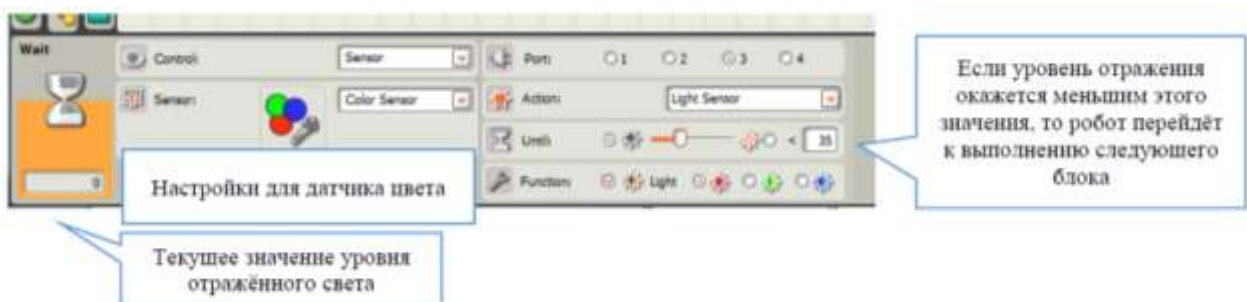 Wait
Control:
Sensor
Port:
1
2
3
4
Sensor:
Color Sensor
Action:
Light Sensor
Until:
< 35
0
Function:
Light
Если уровень отражения
окажется меньшим этого
значения, то робот перейдёт
к выполнению следующего
блока
Настройки для датчика цвета
Текущее значение уровня
отражённого света